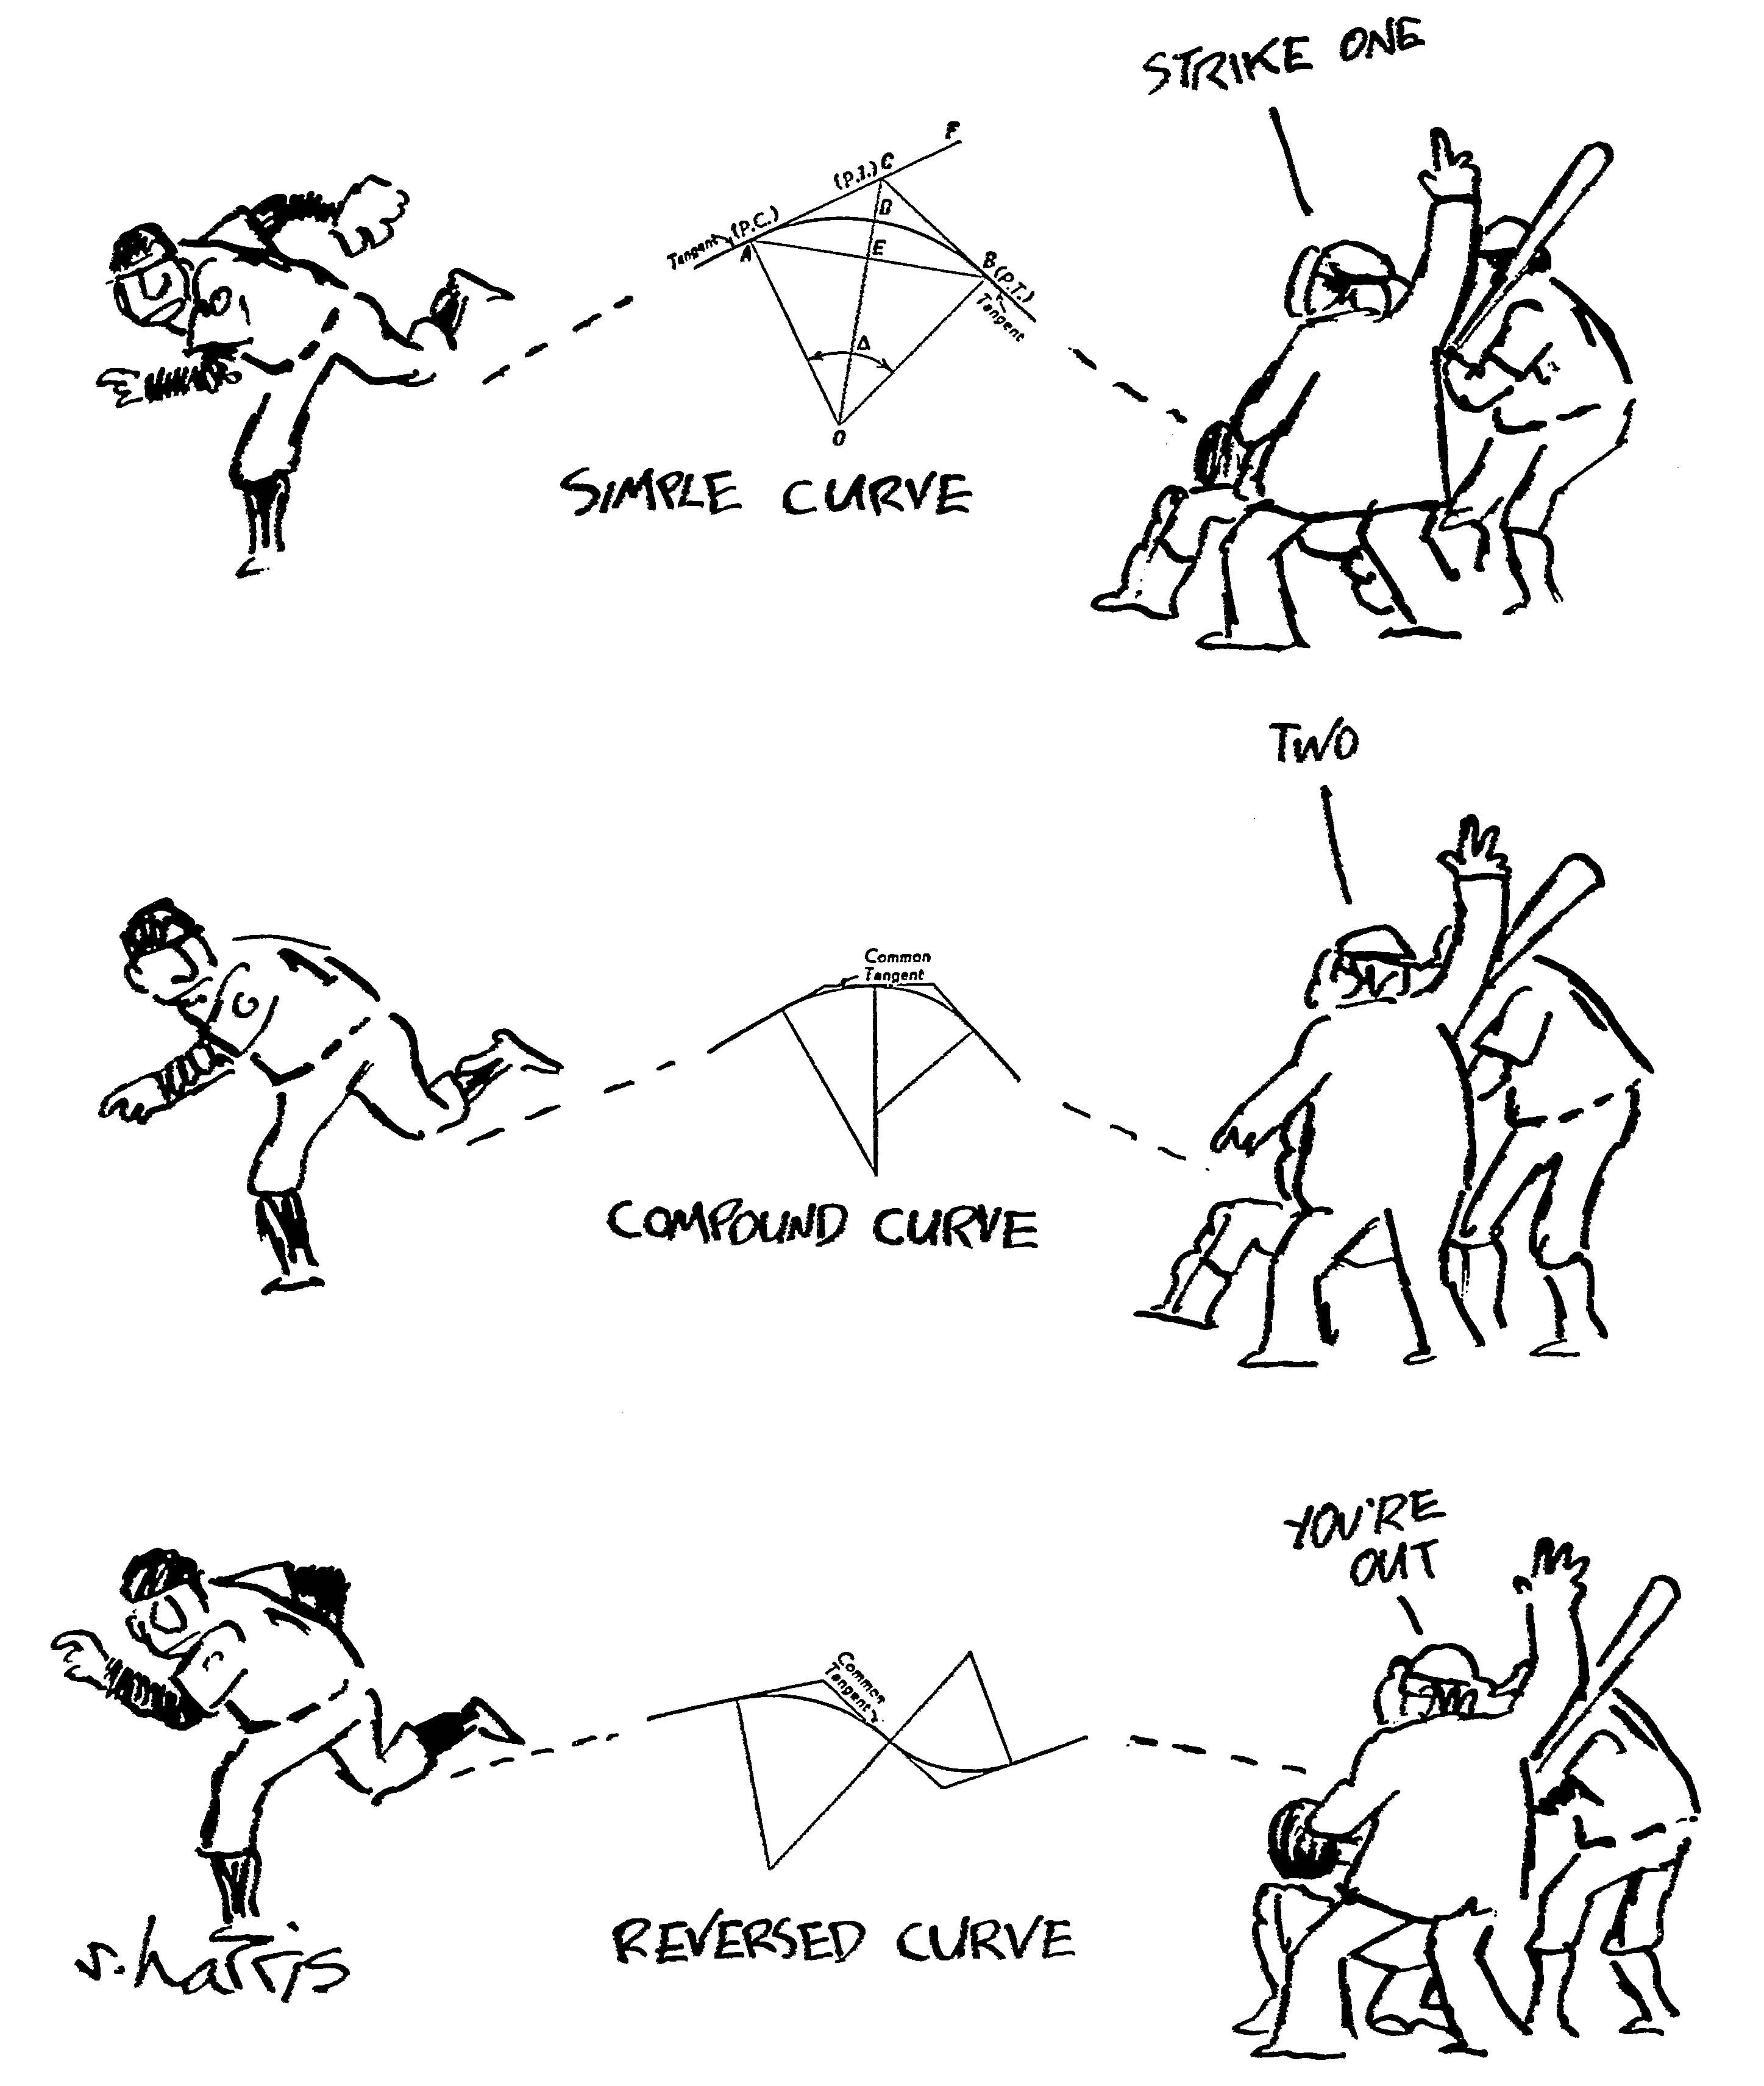 STRIKE ONE
F
(P.I.) C
Tangent (P.C.)
B
A
E
B (P.T.)
Tangent
Δ
O
SIMPLE CURVE
TWO
Common
Tangent
COMPOUND CURVE
YOU'RE
OUT
Common
Tangent
REVERSED CURVE
s. harris